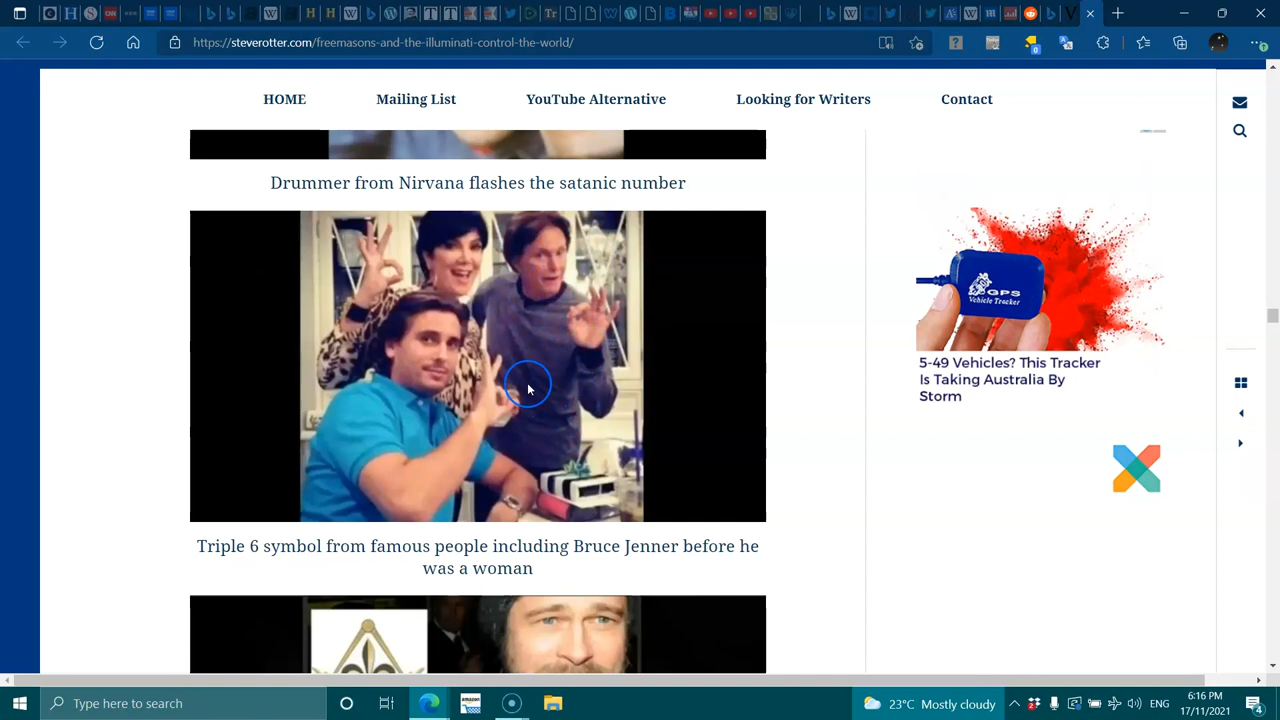 https://steverotter.com/freemasons-and-the-illuminati-control-the-world/
HOME
Mailing List
YouTube Alternative
Looking for Writers
Contact
Drummer from Nirvana flashes the satanic number
GPS
Vehicle Tracker
5-49 Vehicles? This Tracker
Is Taking Australia By
Storm
Triple 6 symbol from famous people including Bruce Jenner before he
was a woman
Type here to search
amazon
23°C Mostly cloudy
ENG
6:16 PM
17/11/2021